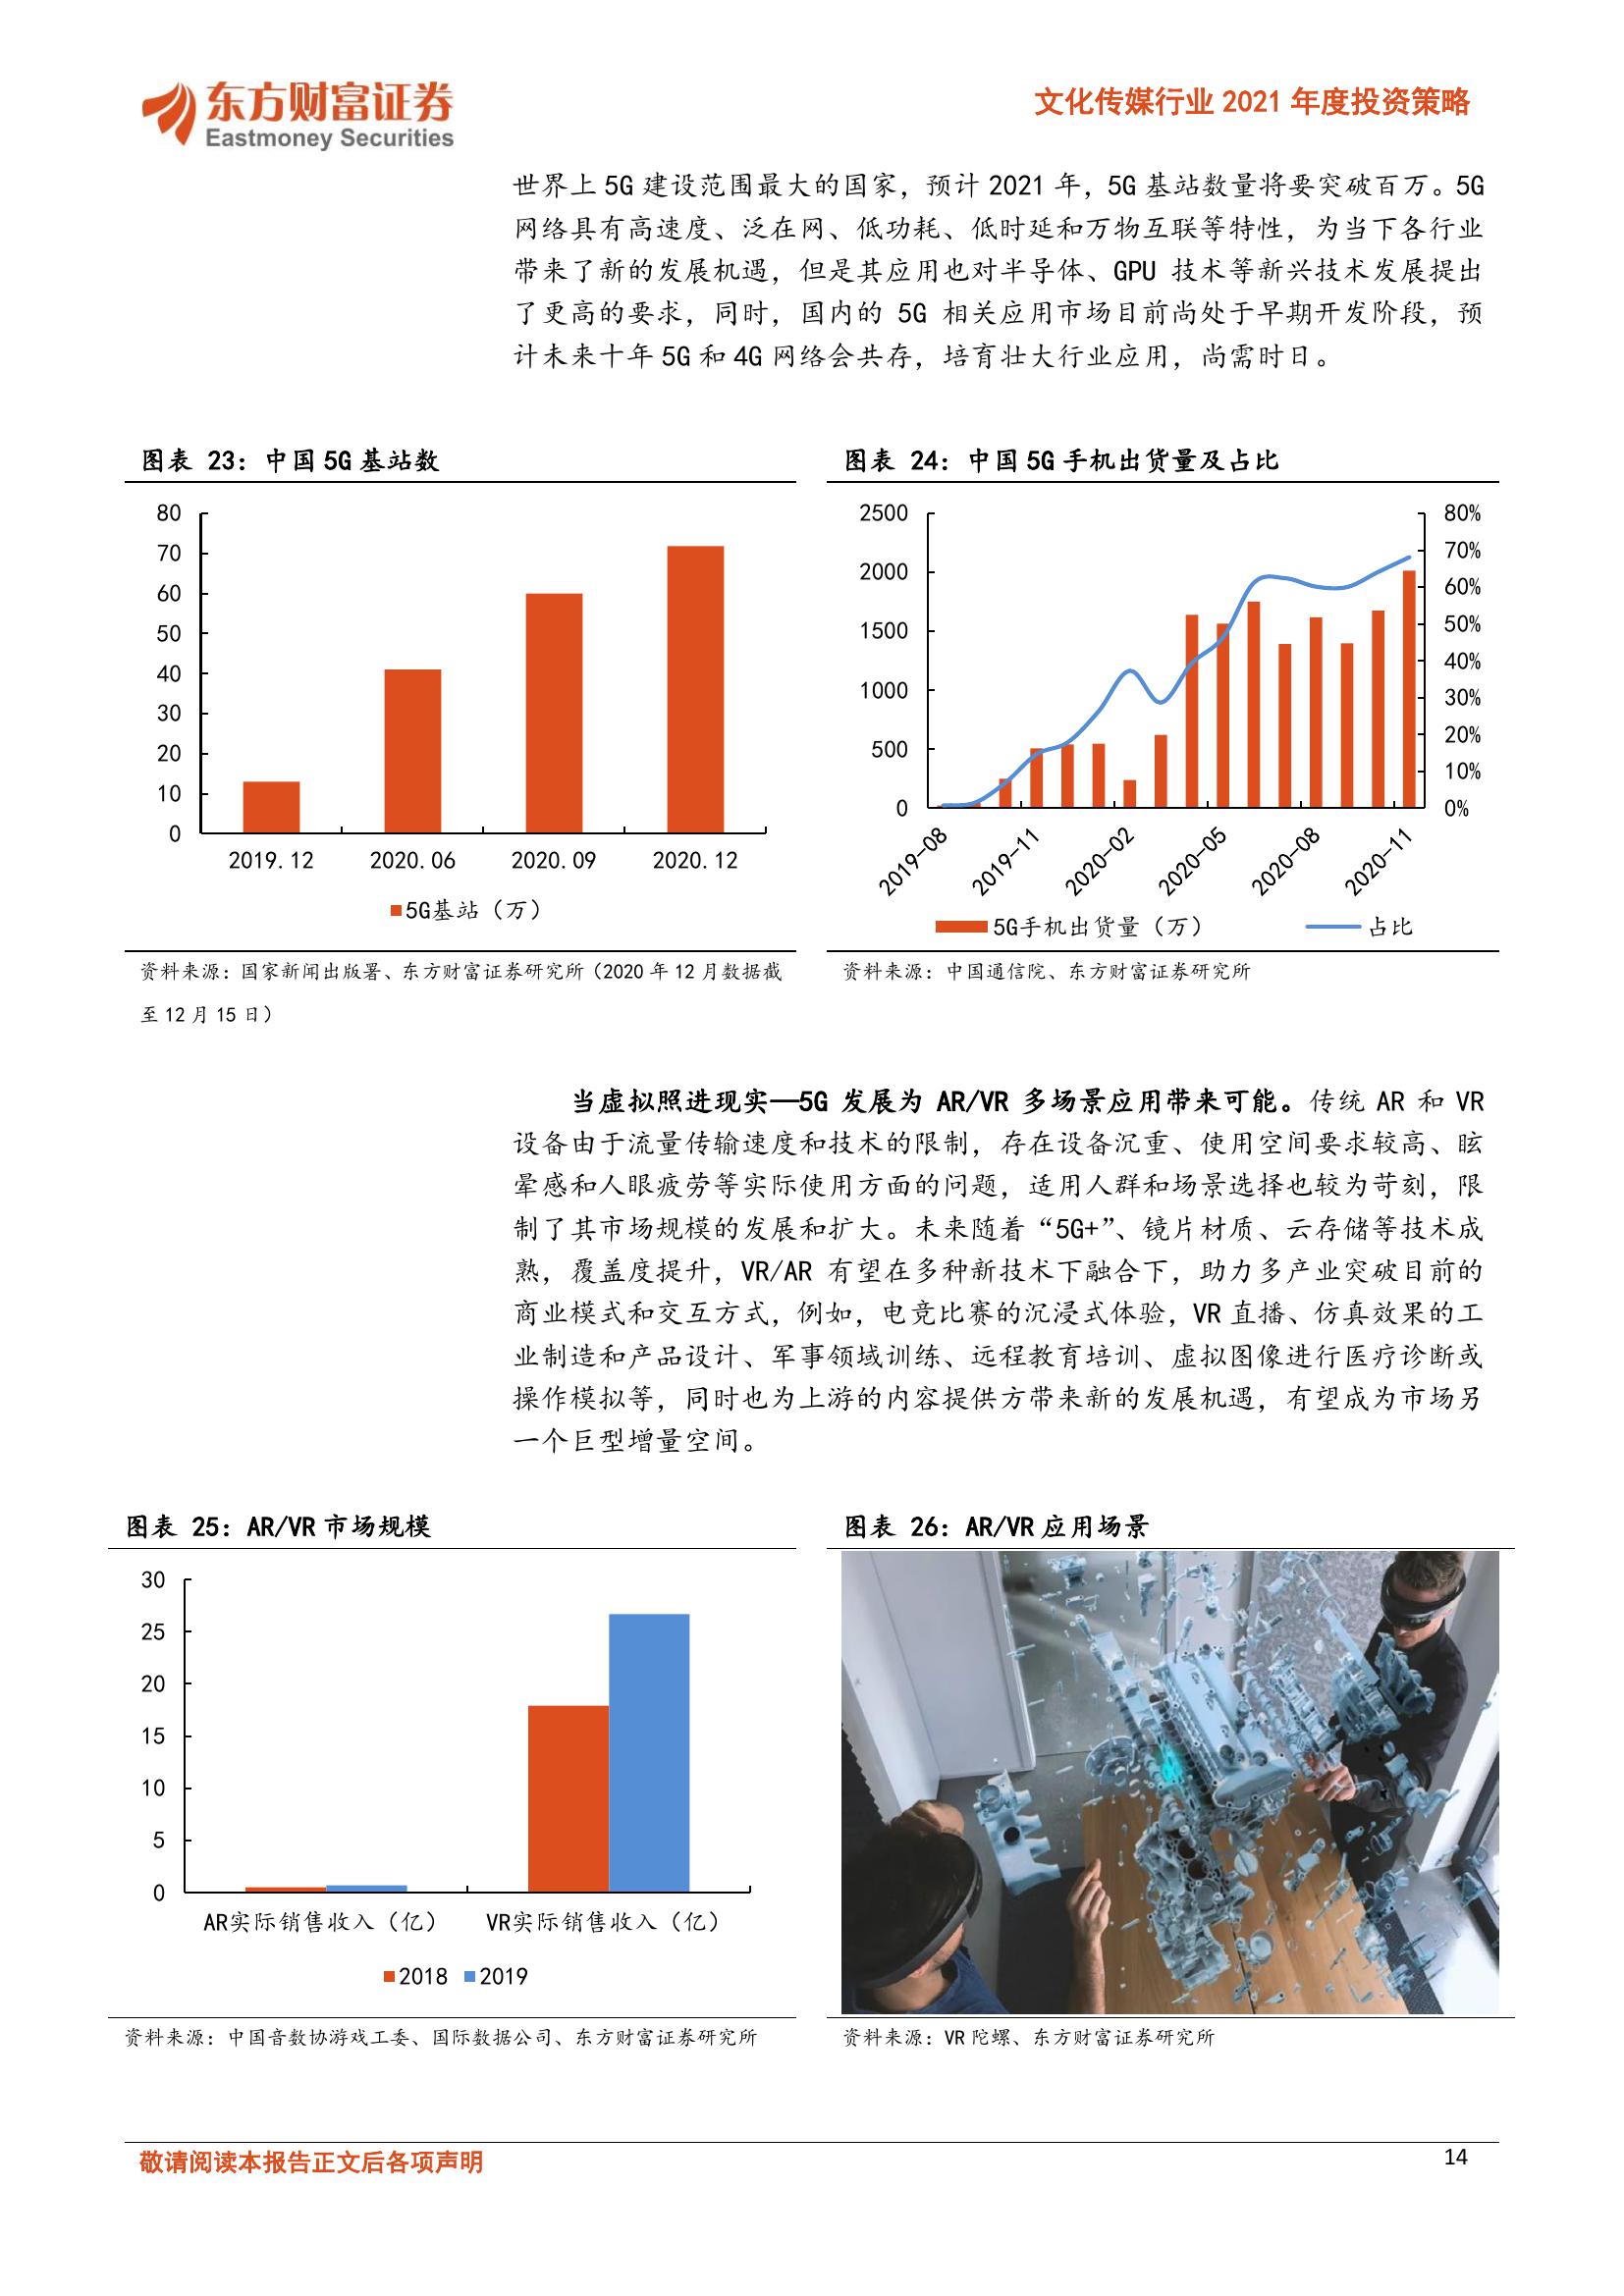 东方财富证券
Eastmoney Securities
文化传媒行业 2021 年度投资策略
世界上 5G 建设范围最大的国家，预计 2021 年，5G 基站数量将要突破百万。5G
网络具有高速度、泛在网、低功耗、低时延和万物互联等特性，为当下各行业
带来了新的发展机遇，但是其应用也对半导体、GPU 技术等新兴技术发展提出
了更高的要求，同时，国内的 5G 相关应用市场目前尚处于早期开发阶段，预
计未来十年 5G 和 4G 网络会共存，培育壮大行业应用，尚需时日。
图表 23：中国 5G 基站数
80
70
60
50
40
30
20
10
0
2019.12 2020.06 2020.09 2020.12
5G基站（万）
资料来源：国家新闻出版署、东方财富证券研究所（2020 年 12 月数据截
至 12 月 15 日）
图表 24：中国 5G 手机出货量及占比
2500
2000
1500
1000
500
0
80%
70%
60%
50%
40%
30%
20%
10%
0%
2019-08 2019-11 2020-02 2020-05 2020-08 2020-11
5G手机出货量（万） 占比
资料来源：中国通信院、东方财富证券研究所
当虚拟照进现实—5G 发展为 AR/VR 多场景应用带来可能。传统 AR 和 VR
设备由于流量传输速度和技术的限制，存在设备沉重、使用空间要求较高、眩
晕感和人眼疲劳等实际使用方面的问题，适用人群和场景选择也较为苛刻，限
制了其市场规模的发展和扩大。未来随着“5G+”、镜片材质、云存储等技术成
熟，覆盖度提升，VR/AR 有望在多种新技术下融合下，助力多产业突破目前的
商业模式和交互方式，例如，电竞比赛的沉浸式体验，VR 直播、仿真效果的工
业制造和产品设计、军事领域训练、远程教育培训、虚拟图像进行医疗诊断或
操作模拟等，同时也为上游的内容提供方带来新的发展机遇，有望成为市场另
一个巨型增量空间。
图表 25：AR/VR 市场规模
30
25
20
15
10
5
0
AR实际销售收入（亿） VR实际销售收入（亿）
2018 2019
资料来源：中国音数协游戏工委、国际数据公司、东方财富证券研究所
图表 26：AR/VR 应用场景
资料来源：VR 陀螺、东方财富证券研究所
敬请阅读本报告正文后各项声明
14